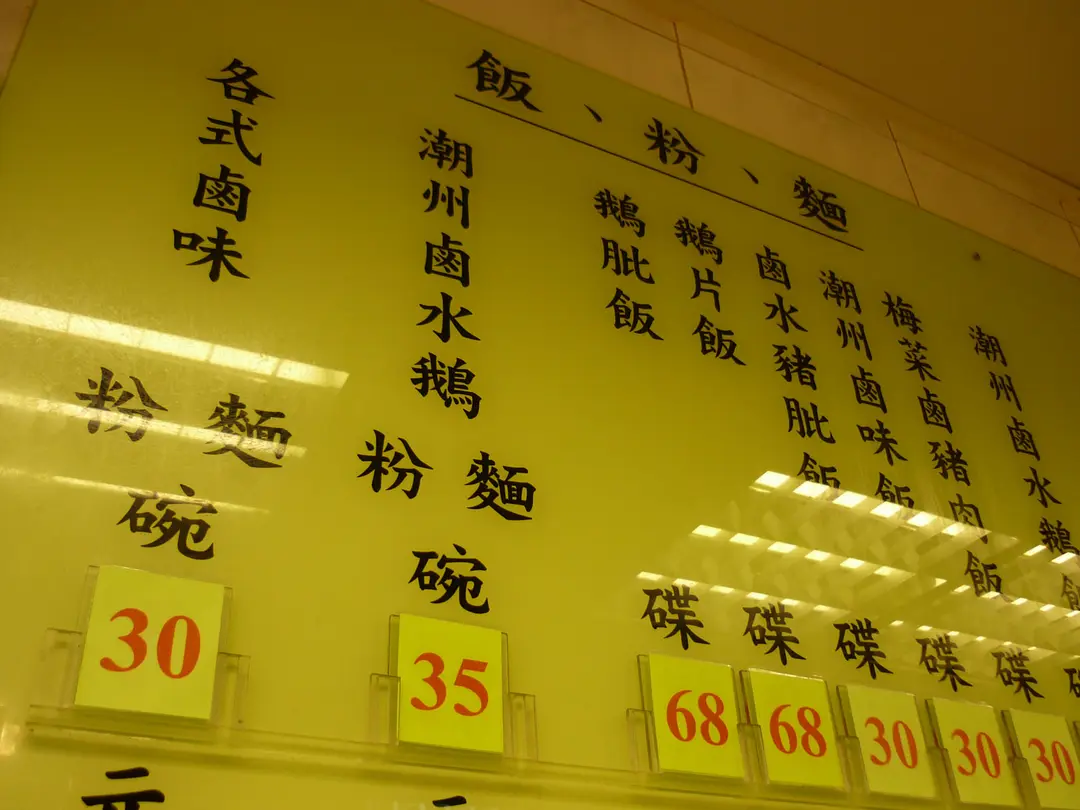 飯、粉、麵
各式鹵味
粉 麵
碗
30
潮州鹵水鵝
粉 麵
碗
35
鵝肶飯
碟
68
鵝片飯
碟
68
鹵水豬肶飯
碟
30
潮州鹵味飯
碟
30
梅菜鹵豬肉飯
碟
30
潮州鹵水鵝